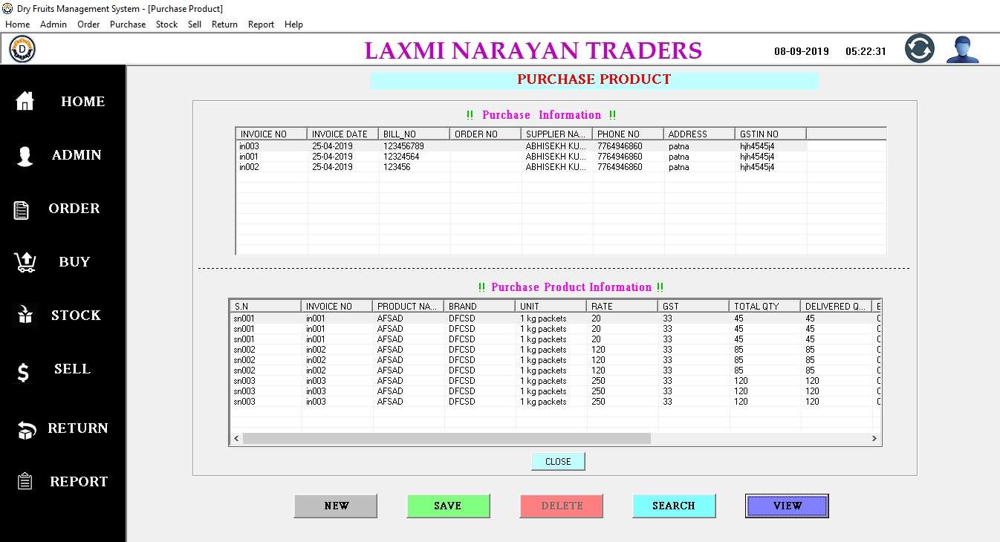 Dry Fruits Management System - [Purchase Product]
Home Admin Order Purchase Stock Sell Return Report Help
D LAXMI NARAYAN TRADERS 08-09-2019 05:22:31
PURCHASE PRODUCT
HOME
ADMIN
ORDER
BUY
STOCK
SELL
RETURN
REPORT
!! Purchase Information !!
INVOICE NO INVOICE DATE BILL_NO ORDER NO SUPPLIER NA... PHONE NO ADDRESS GSTIN NO
in003 25-04-2019 123456789 ABHISEKH KU... 7764946860 patna hjh4545j4
in001 25-04-2019 12324564 ABHISEKH KU... 7764946860 patna hjh4545j4
in002 25-04-2019 123456 ABHISEKH KU... 7764946860 patna hjh4545j4
!! Purchase Product Information !!
S.N INVOICE NO PRODUCT NA... BRAND UNIT RATE GST TOTAL QTY DELIVERED Q...
sn001 in001 AFSAD DFCSD 1 kg packets 20 33 45 45
sn001 in001 AFSAD DFCSD 1 kg packets 20 33 45 45
sn001 in001 AFSAD DFCSD 1 kg packets 20 33 45 45
sn002 in002 AFSAD DFCSD 1 kg packets 120 33 85 85
sn002 in002 AFSAD DFCSD 1 kg packets 120 33 85 85
sn002 in002 AFSAD DFCSD 1 kg packets 120 33 85 85
sn003 in003 AFSAD DFCSD 1 kg packets 250 33 120 120
sn003 in003 AFSAD DFCSD 1 kg packets 250 33 120 120
sn003 in003 AFSAD DFCSD 1 kg packets 250 33 120 120
CLOSE
NEW SAVE DELETE SEARCH VIEW